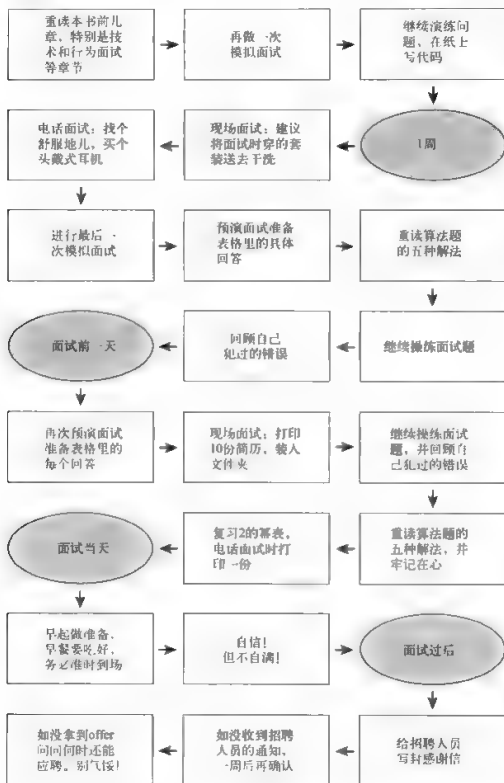 重读本书前几
章，特别是技
术和行为面试
等章节
再做一次
模拟面试
继续演练问
题，在纸上
写代码
1周
现场面试：建议
将面试时穿的套
装送去干洗
电话面试：找个
舒服地儿，买个
头戴式耳机
进行最后一
次模拟面试
预演面试准备
表格里的具体
回答
重读算法题
的五种解法
继续操练面试题
回顾自己
犯过的错误
面试前一天
再次预演面试
准备表格里的
每个回答
现场面试：打印
10份简历，装入
文件夹
继续操练面试
题，并回顾自
己犯过的错误
重读算法题的
五种解法，并
牢记在心
复习2的幂表，
电话面试时打
印一份
面试当天
早起做准备，
早餐要吃好，
务必准时到场
自信！
但不自满！
面试过后
给招聘人员
写封感谢信
如没收到招聘
人员的通知，
一周后再确认
如没拿到offer
问问何时还能
应聘。别气馁！